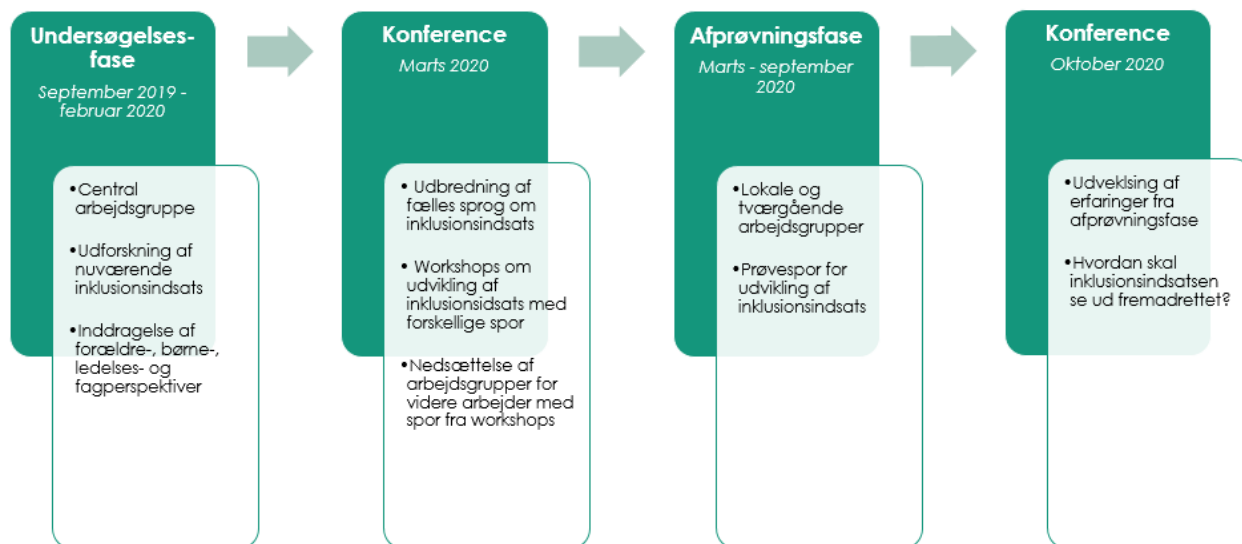 Undersøgelses-
fase
September 2019 -
februar 2020
•Central
arbejdsgruppe
•Udforskning af
nuværende
inklusionsindsats
•Inddragelse af
forældre-, børne-,
ledelses- og
fagperspektiver
Konference
Marts 2020
• Udbredning af
fælles sprog om
inklusionsindsats
• Workshops om
udvikling af
inklusionsidsats med
forskellige spor
•Nedsættelse af
arbejdsgrupper for
videre arbejder med
spor fra workshops
Afprøvningsfase
Marts - september
2020
•Lokale og
tværgående
arbejdsgrupper
•Prøvespor for
udvikling af
inklusionsindsats
Konference
Oktober 2020
•Udveklsing af
erfaringer fra
afprøvningsfase
•Hvordan skal
inklusionsindsatsen
se ud fremadrettet?